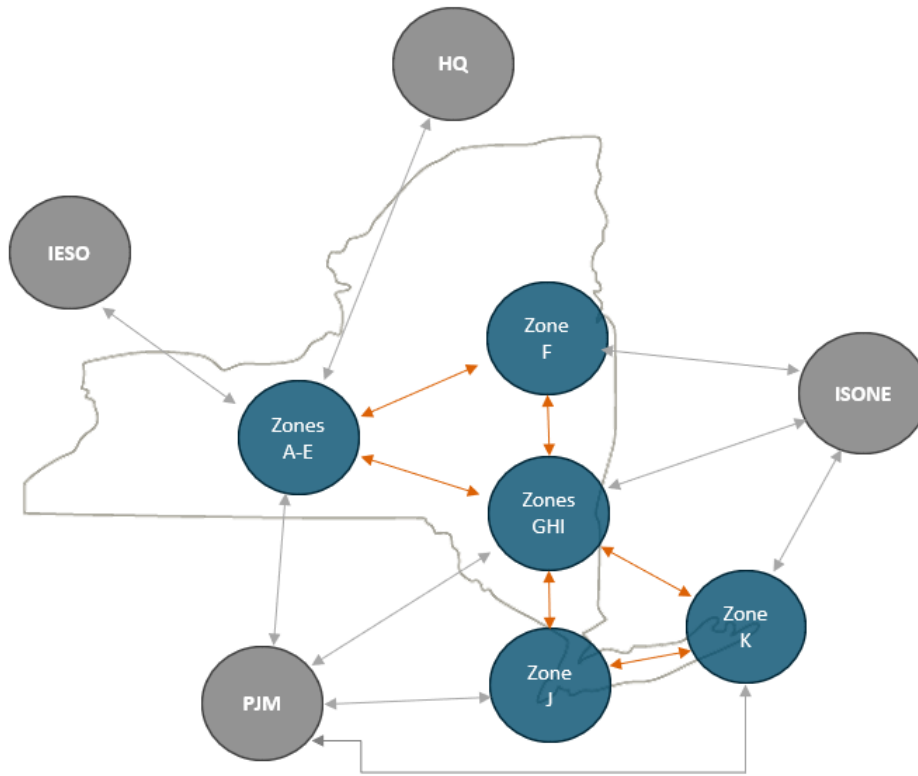 HQ
IESO
Zone
F
ISONE
Zones
A-E
Zones
GHI
Zone
K
Zone
J
PJM